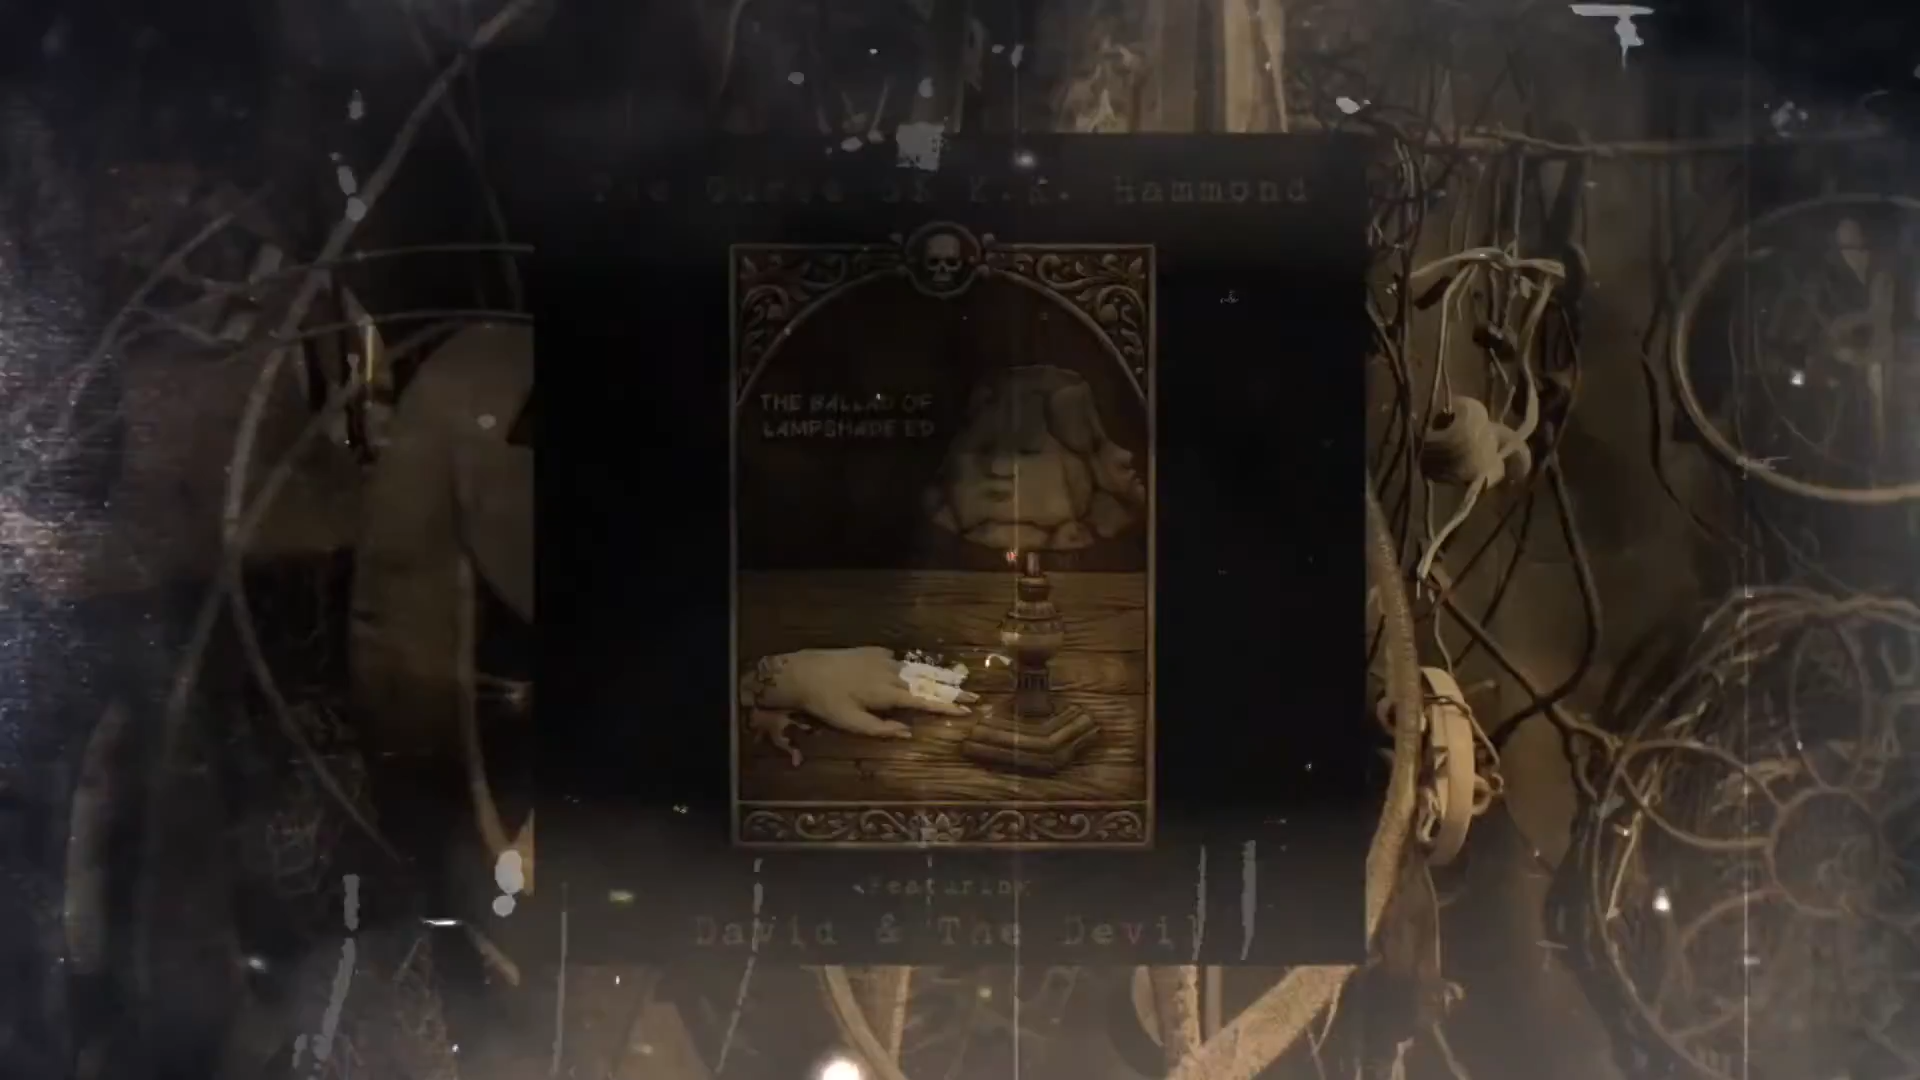 The Curse of K.K. Hammond
THE BALLAD OF
LAMPSHADE ED
Featuring
David & The Devil